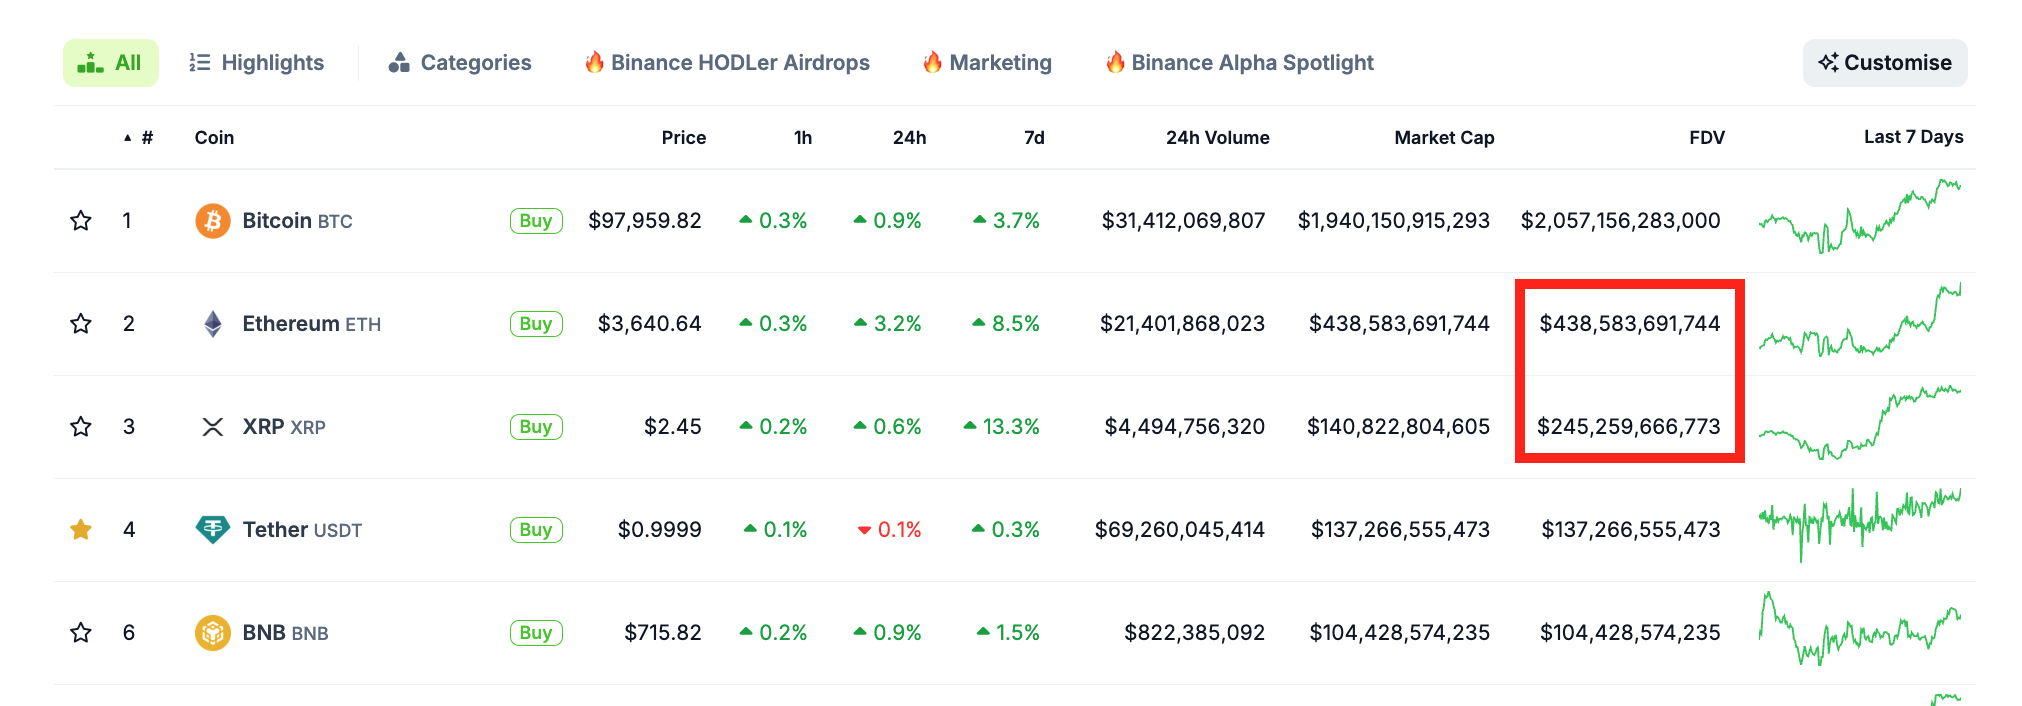 All Highlights Categories 🔥 Binance HODLer Airdrops 🔥 Marketing 🔥 Binance Alpha Spotlight Customise
▲ # Coin Price 1h 24h 7d 24h Volume Market Cap FDV Last 7 Days
1 Bitcoin BTC Buy $97,959.82 ▲ 0.3% ▲ 0.9% ▲ 3.7% $31,412,069,807 $1,940,150,915,293 $2,057,156,283,000
2 Ethereum ETH Buy $3,640.64 ▲ 0.3% ▲ 3.2% ▲ 8.5% $21,401,868,023 $438,583,691,744 $438,583,691,744
3 XRP XRP Buy $2.45 ▲ 0.2% ▲ 0.6% ▲ 13.3% $4,494,756,320 $140,822,804,605 $245,259,666,773
4 Tether USDT Buy $0.9999 ▲ 0.1% ▼ 0.1% ▲ 0.3% $69,260,045,414 $137,266,555,473 $137,266,555,473
6 BNB BNB Buy $715.82 ▲ 0.2% ▲ 0.9% ▲ 1.5% $822,385,092 $104,428,574,235 $104,428,574,235